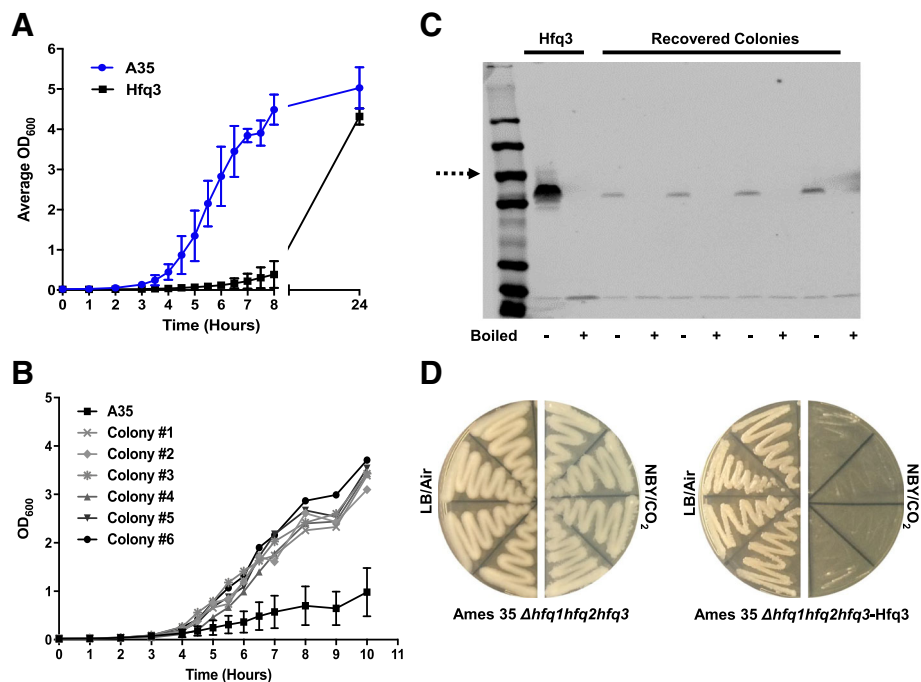 A
6
5
4
3
2
1
0
Average OD600
A35
Hfq3
0 1 2 3 4 5 6 7 8 24
Time (Hours)
B
5
4
3
2
1
0
OD600
A35
Colony #1
Colony #2
Colony #3
Colony #4
Colony #5
Colony #6
0 1 2 3 4 5 6 7 8 9 10 11
Time (Hours)
C
Hfq3 Recovered Colonies
Boiled - + - + - + - + - +
D
LB/Air
NBY/CO2
Ames 35 Δhfq1hfq2hfq3
LB/Air
NBY/CO2
Ames 35 Δhfq1hfq2hfq3-Hfq3